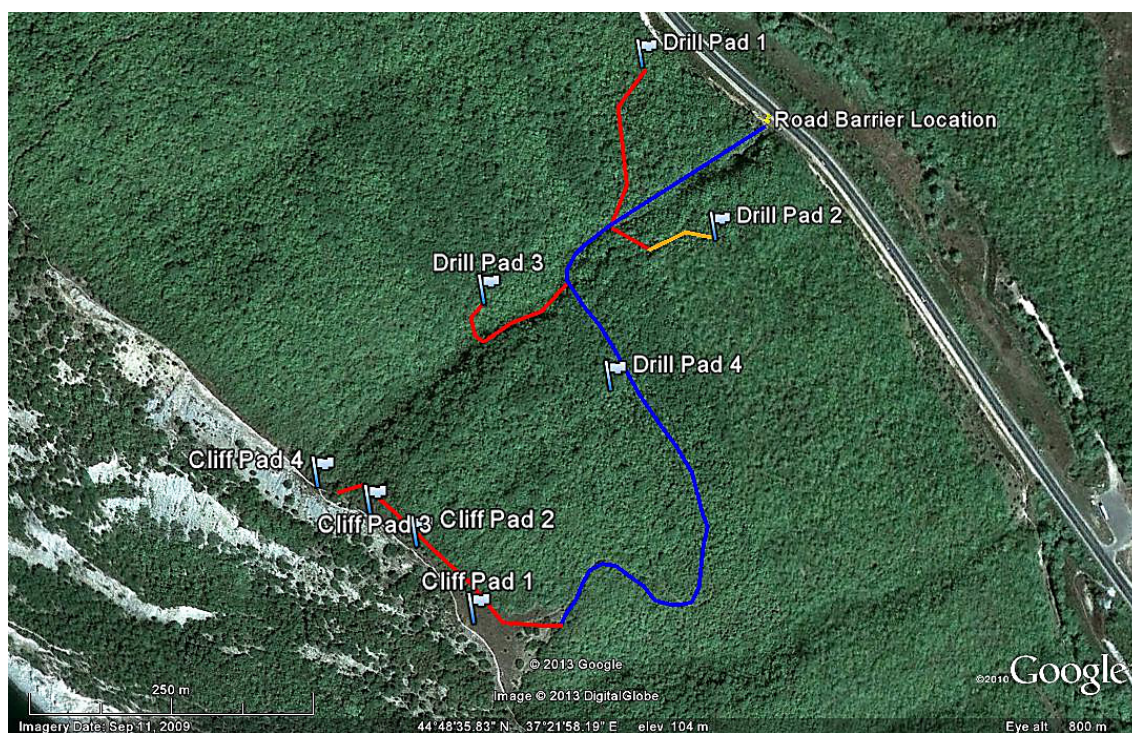 Drill Pad 1
Road Barrier Location
Drill Pad 2
Drill Pad 3
Drill Pad 4
Cliff Pad 4
Cliff Pad 3
Cliff Pad 2
Cliff Pad 1
© 2013 Google
©2010 Google
250 m
Image © 2013 DigitalGlobe
Imagery Date: Sep 11, 2009 44°48'35.83" N 37°21'58.19" E elev 104 m Eye alt 800 m